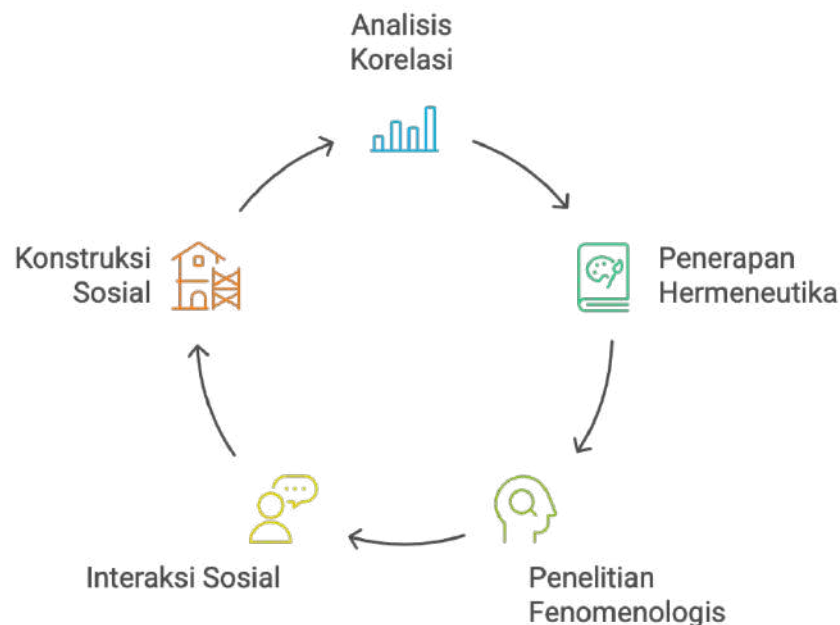 Analisis
Korelasi
Penerapan
Hermeneutika
Penelitian
Fenomenologis
Interaksi Sosial
Konstruksi
Sosial